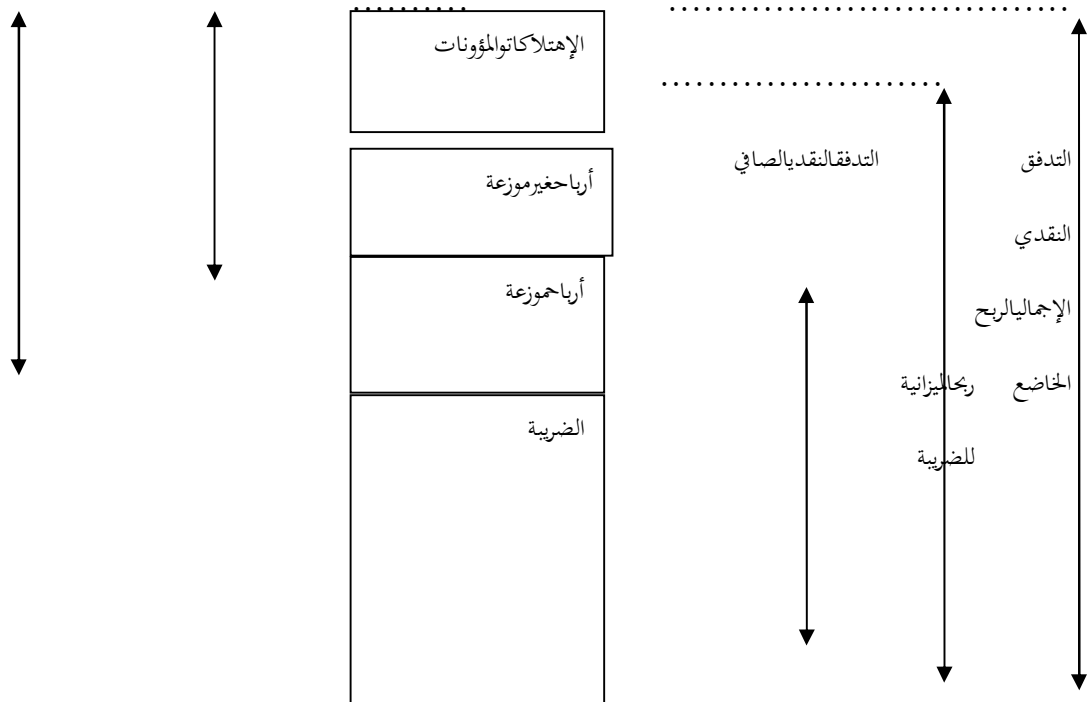 الإهتلاكاتوالمؤونات
التدفق
التدفقالنقديالصافي
أرباحغيرموزعة
النقدي
أرباحموزعة
الإجماليالربح
الخاضع
ربحالميزانية
الضريبة
للضريبة